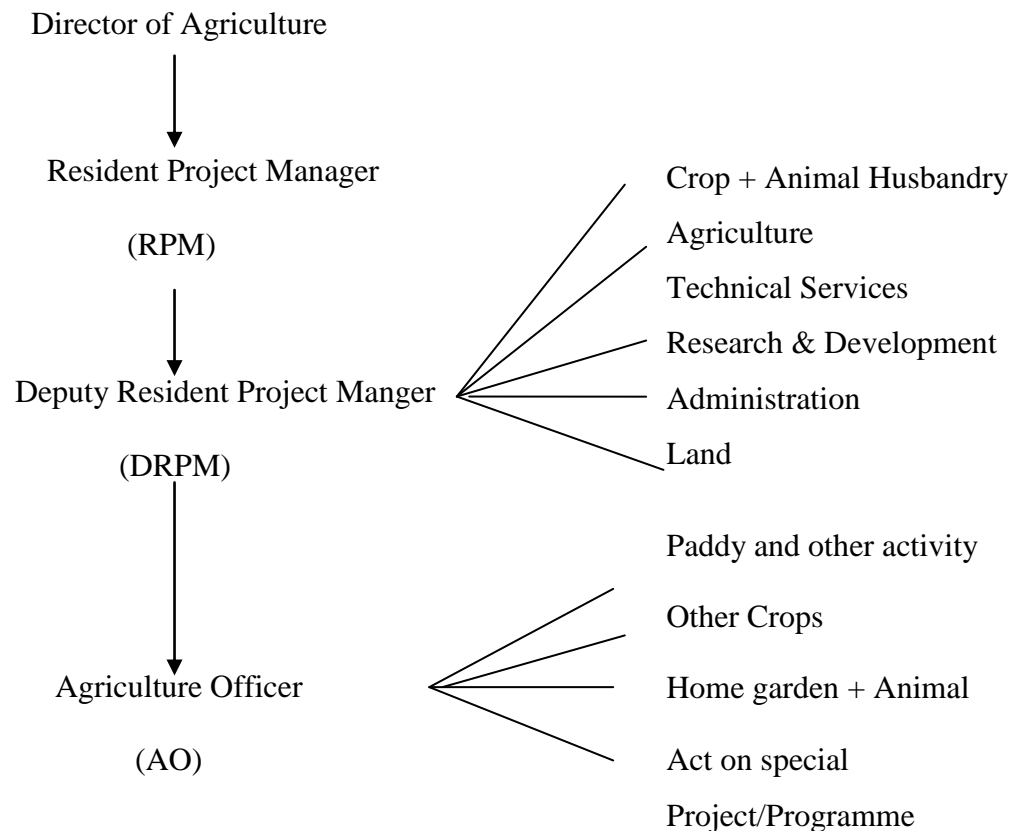 Director of Agriculture
Resident Project Manager
(RPM)
Deputy Resident Project Manger
(DRPM)
Agriculture Officer
(AO)
Crop + Animal Husbandry
Agriculture
Technical Services
Research & Development
Administration
Land
Paddy and other activity
Other Crops
Home garden + Animal
Act on special
Project/Programme